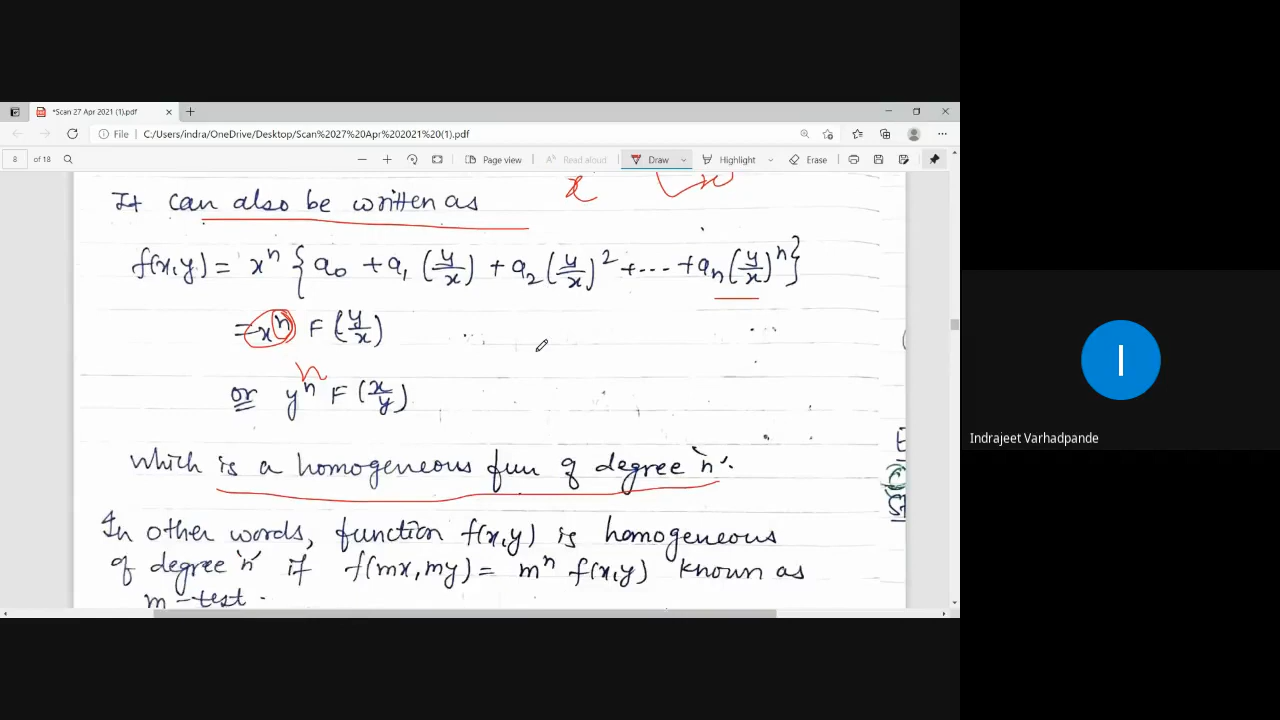 *Scan 27 Apr 2021 (1).pdf
File C:/Users/indra/OneDrive/Desktop/Scan%2027%20Apr%202021%20(1).pdf
8 of 18 Page view Read aloud Draw Highlight Erase
x x
It can also be written as
f(x,y) = x^n { a₀ + a₁ (y/x) + a₂ (y/x)² + --- + aₙ (y/x)^n }
= x^n F (y/x)
n
or y^n F (x/y)
which is a homogeneous fun of degree 'n'.
In other words, function f(x,y) is homogeneous
of degree 'n' if f(mx, my) = m^n f(x,y) known as
m-test.
I
Indrajeet Varhadpande